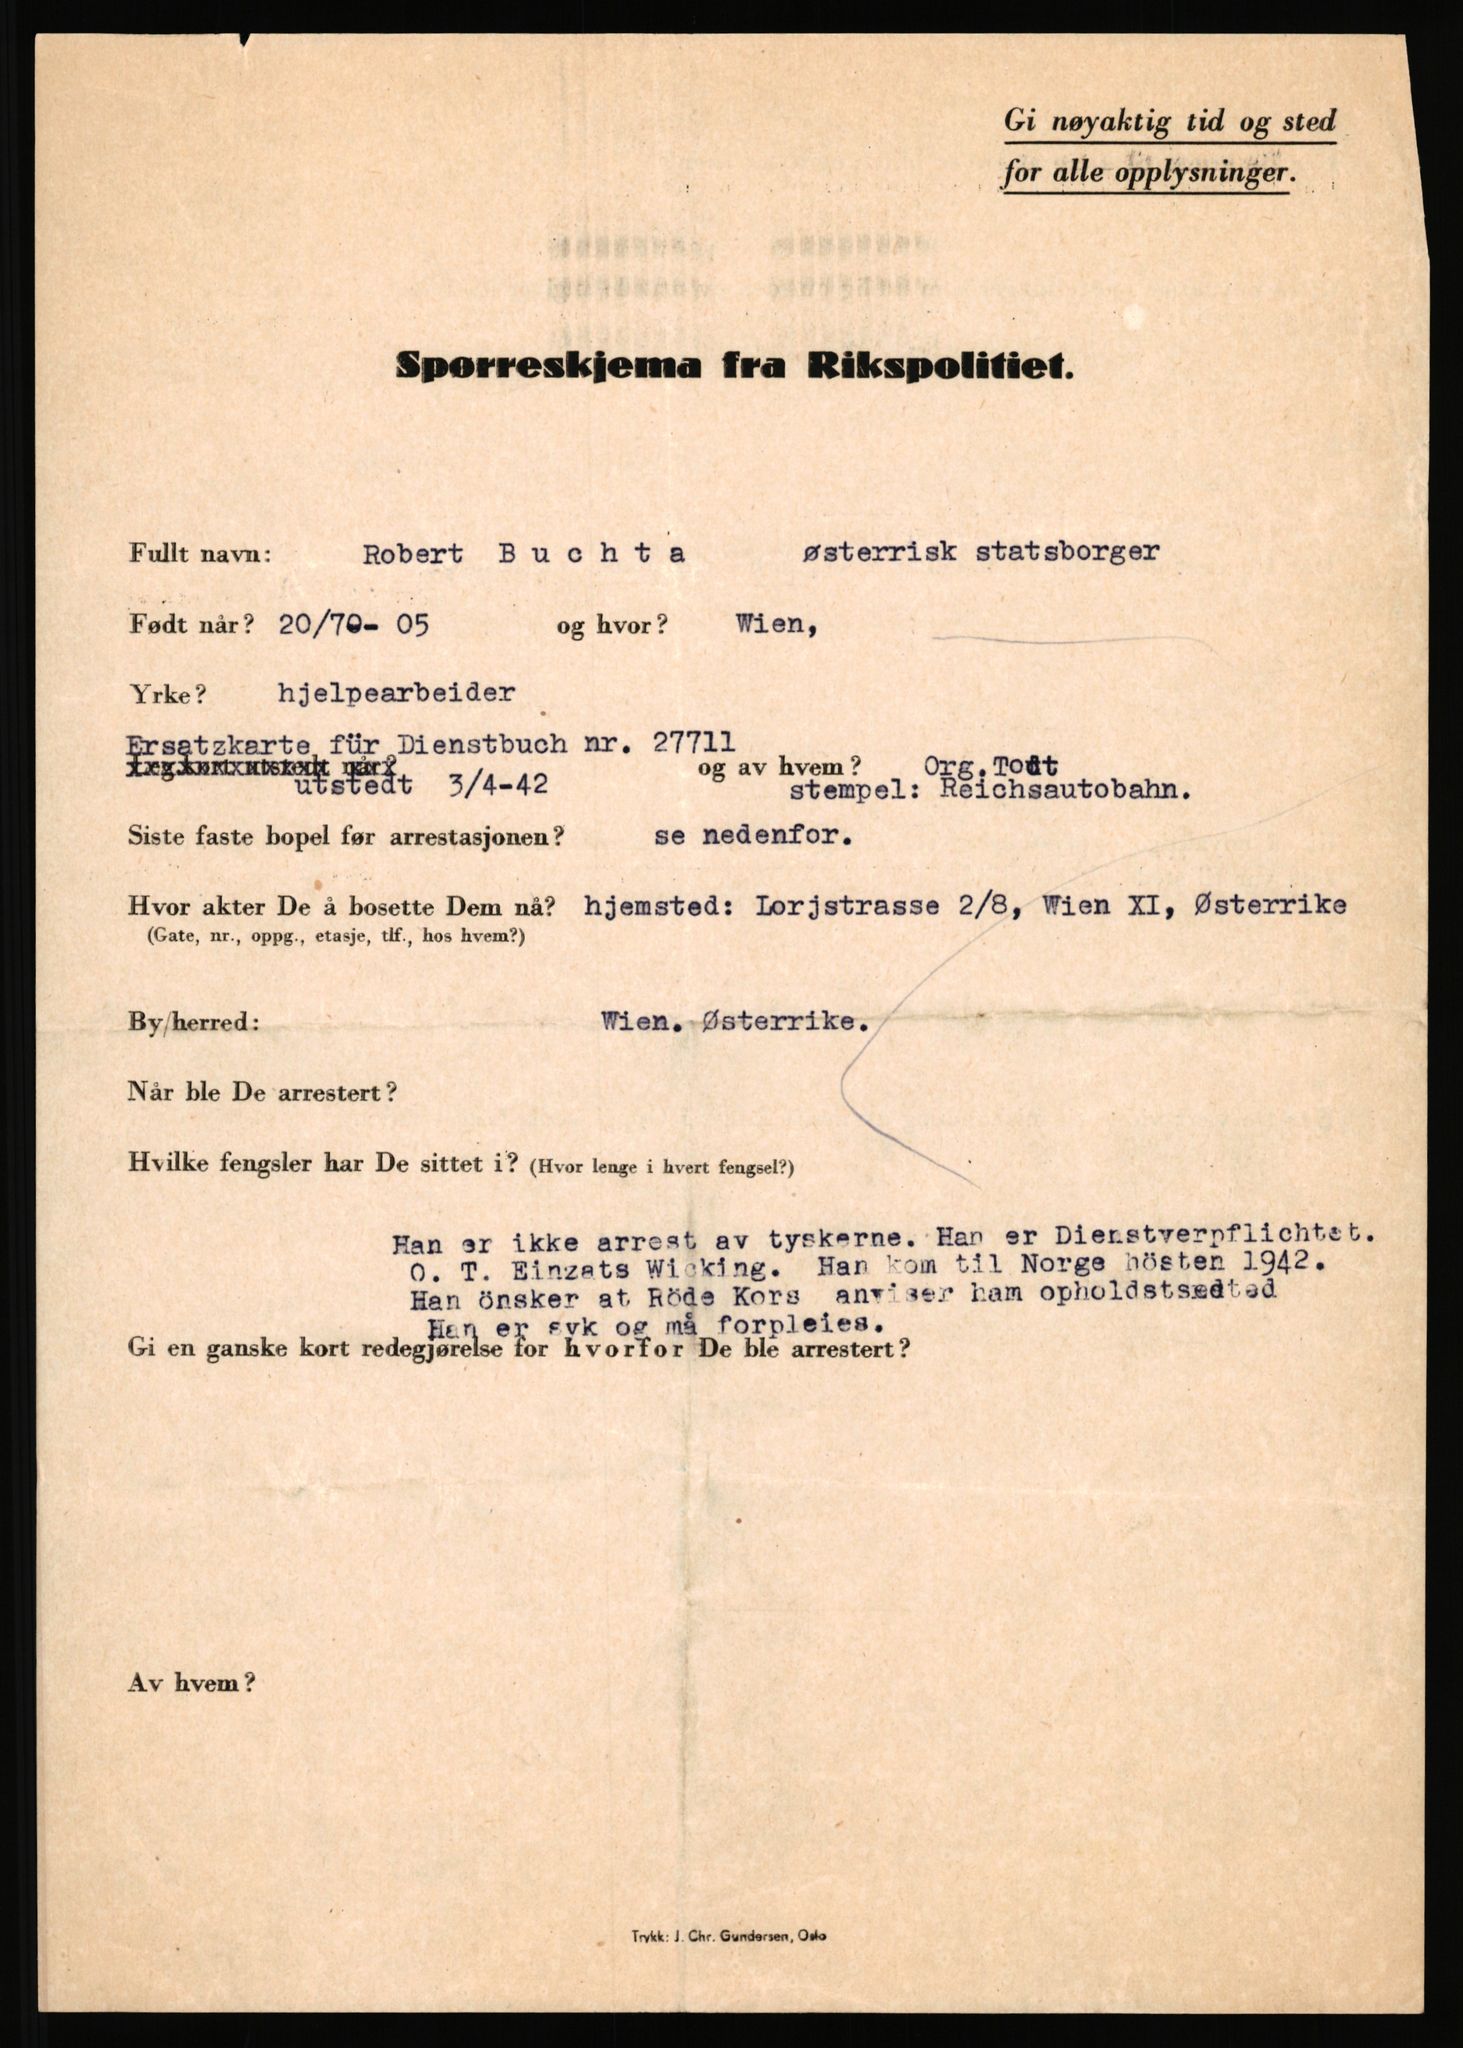 Gi nøyaktig tid og sted
for alle opplysninger.
Spørreskjema fra Rikspolitiet.
Fullt navn: Robert Buchta østerrisk statsborger
Født når? 20/70- 05 og hvor? Wien,
Yrke? hjelpearbeider
Ersatzkarte für Dienstbuch nr. 27711
og av hvem? Org. Todt
utstedt 3/4-42 stempel: Reichsautobahn.
Siste faste bopel før arrestasjonen? se nedenfor.
Hvor akter De å bosette Dem nå? hjemsted: Lorjstrasse 2/8, Wien XI, Østerrike
(Gate, nr., oppg., etasje, tlf., hos hvem?)
By/herred: Wien. Østerrike.
Når ble De arrestert?
Hvilke fengsler har De sittet i? (Hvor lenge i hvert fengsel?)
Han er ikke arrest av tyskerne. Han er Dienstverpflichtet.
O. T. Einzats Wicking. Han kom til Norge hösten 1942.
Han önsker at Röde Kors anviser ham opholdstsedted
Han er syk og må forpleies.
Gi en ganske kort redegjørelse for hvorfor De ble arrestert?
Av hvem?
Trykk: J. Chr. Gundersen, Oslo